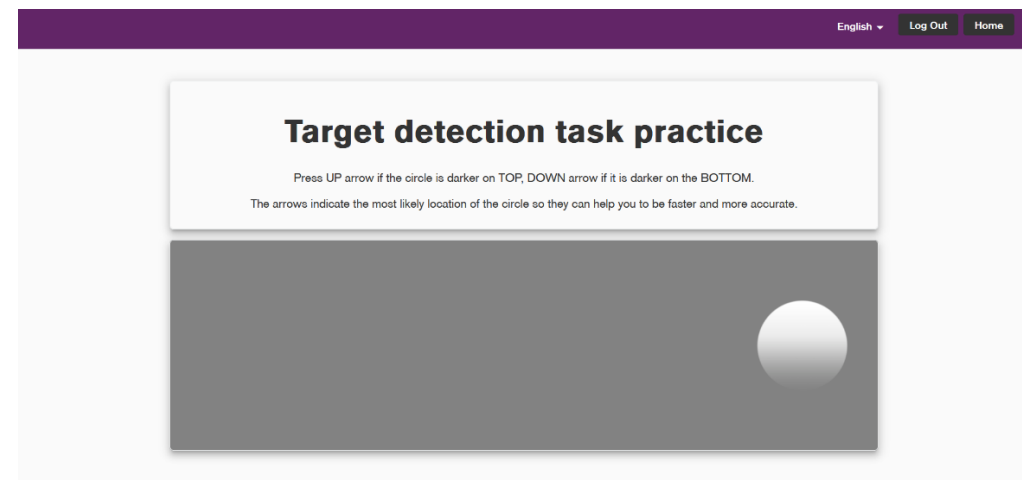 English
Log Out
Home
Target detection task practice
Press UP arrow if the circle is darker on TOP, DOWN arrow if it is darker on the BOTTOM.
The arrows indicate the most likely location of the circle so they can help you to be faster and more accurate.